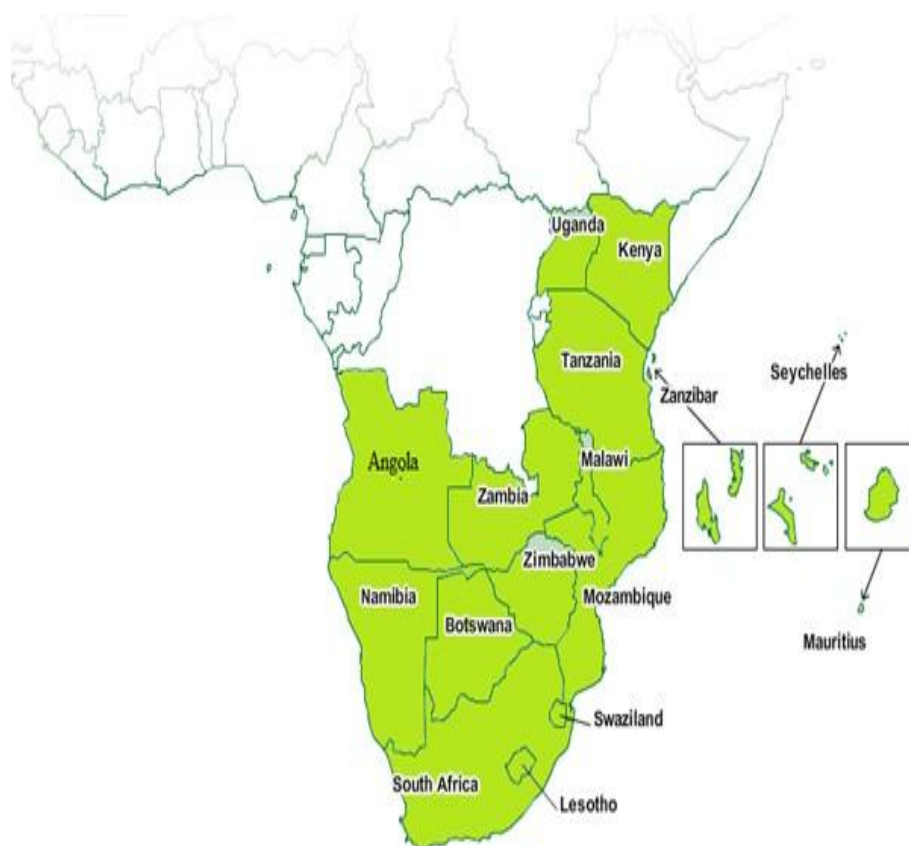 Uganda
Kenya
Tanzania
Seychelles
Zanzibar
Angola
Malawi
Zambia
Zimbabwe
Namibia
Mozambique
Botswana
Mauritius
Swaziland
South Africa
Lesotho